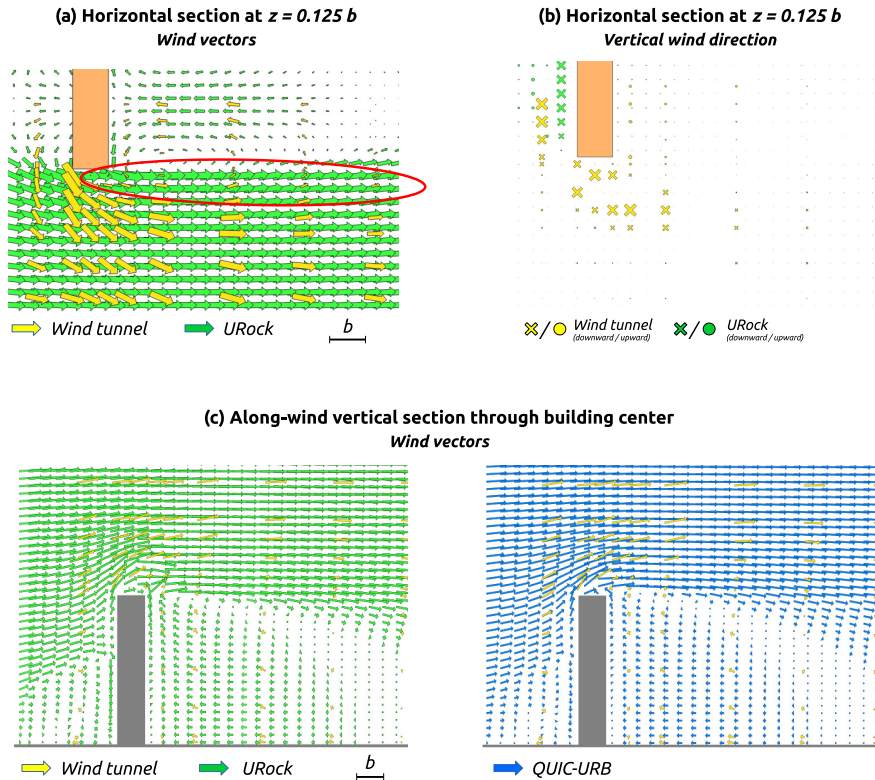 (a) Horizontal section at z = 0.125 b
Wind vectors
(b) Horizontal section at z = 0.125 b
Vertical wind direction
Wind tunnel
URock
b
Wind tunnel
(downward / upward)
URock
(downward / upward)
(c) Along-wind vertical section through building center
Wind vectors
Wind tunnel
URock
b
QUIC-URB